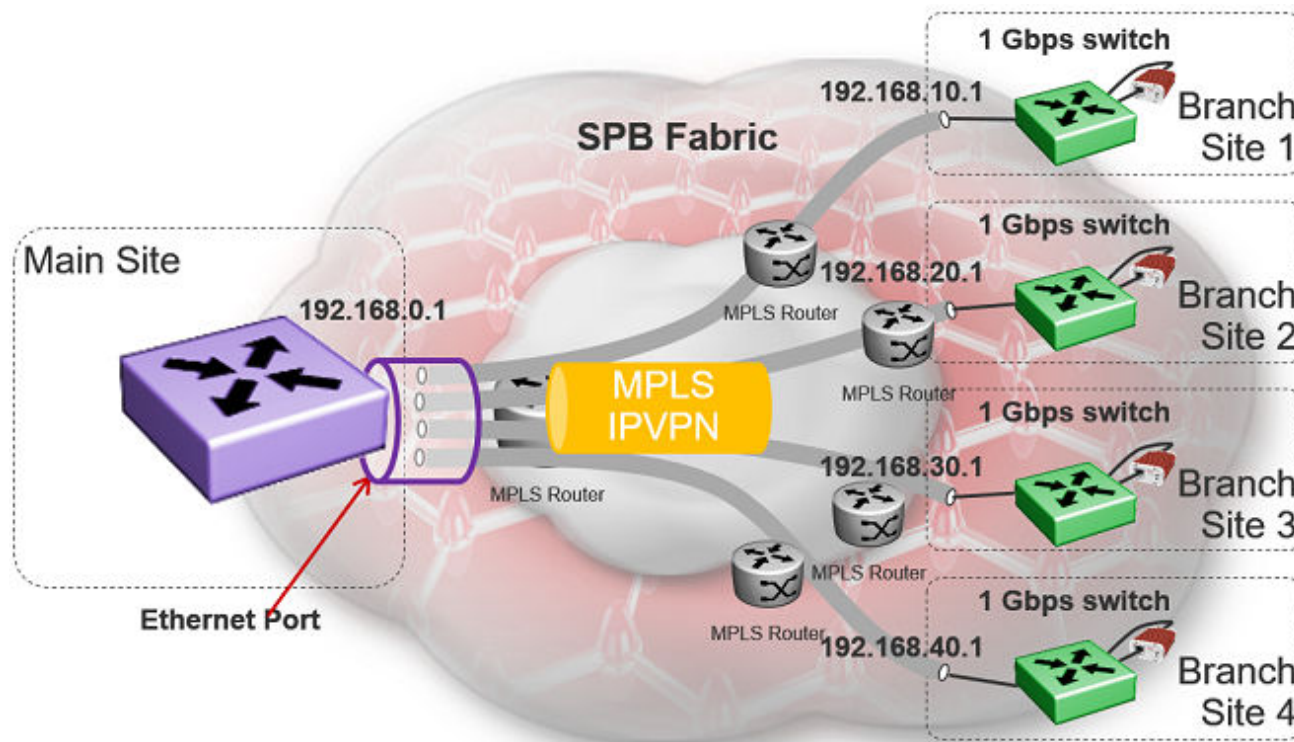 1 Gbps switch
192.168.10.1
Branch
Site 1
SPB Fabric
1 Gbps switch
Main Site
192.168.20.1
Branch
Site 2
192.168.0.1
MPLS Router
MPLS
IPVPN
MPLS Router
1 Gbps switch
192.168.30.1
Branch
Site 3
MPLS Router
MPLS Router
1 Gbps switch
Ethernet Port
MPLS Router
192.168.40.1
Branch
Site 4